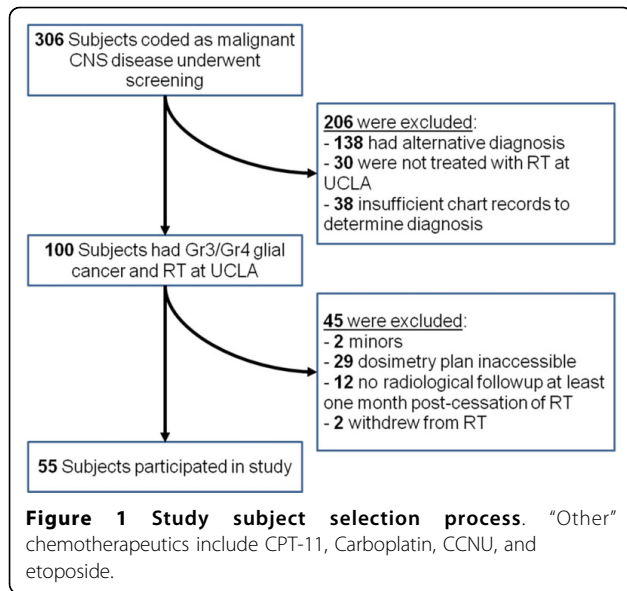 306 Subjects coded as malignant
CNS disease underwent
screening
206 were excluded:
- 138 had alternative diagnosis
- 30 were not treated with RT at
UCLA
- 38 insufficient chart records to
determine diagnosis
100 Subjects had Gr3/Gr4 glial
cancer and RT at UCLA
45 were excluded:
- 2 minors
- 29 dosimetry plan inaccessible
- 12 no radiological followup at least
one month post-cessation of RT
- 2 withdrew from RT
55 Subjects participated in study
Figure 1 Study subject selection process. “Other”
chemotherapeutics include CPT-11, Carboplatin, CCNU, and
etoposide.